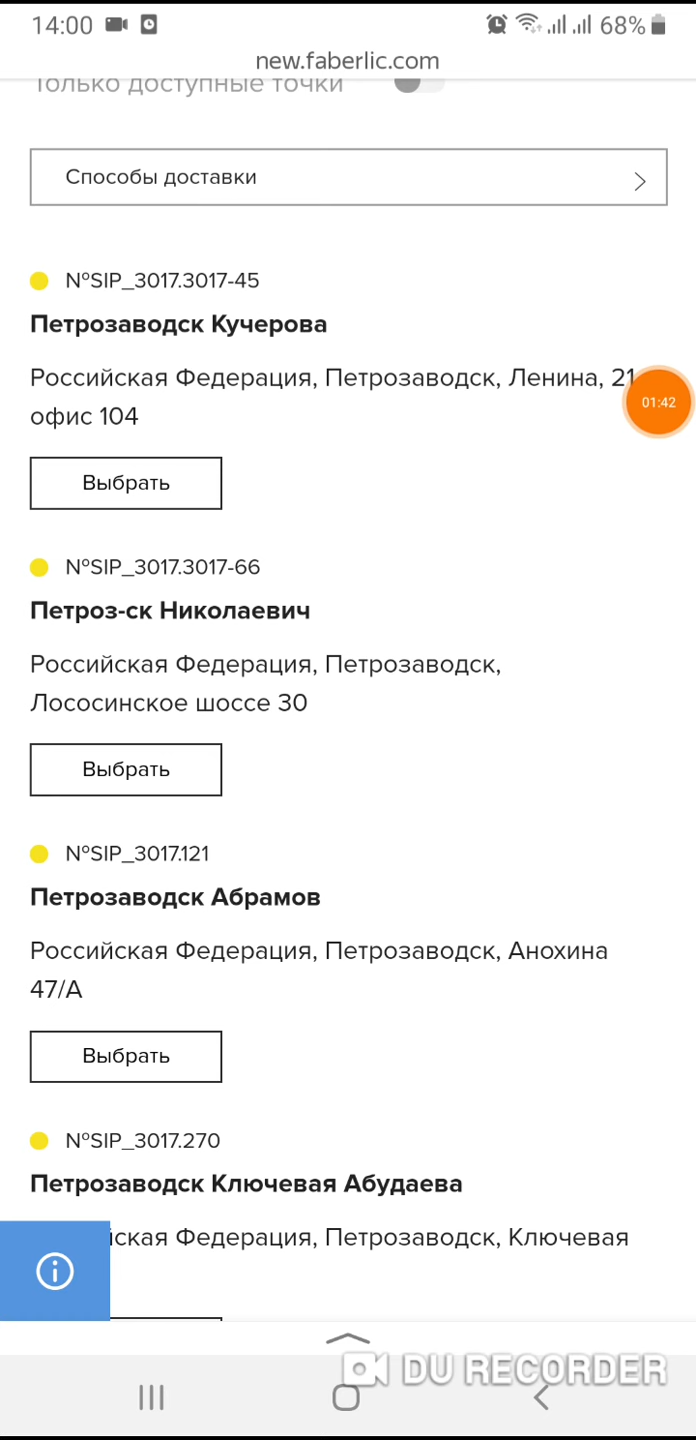 14:00 68%
new.faberlic.com
Только доступные точки
Способы доставки
№SIP_3017.3017-45
Петрозаводск Кучерова
Российская Федерация, Петрозаводск, Ленина, 21
офис 104
01:42
Выбрать
№SIP_3017.3017-66
Петроз-ск Николаевич
Российская Федерация, Петрозаводск,
Лососинское шоссе 30
Выбрать
№SIP_3017.121
Петрозаводск Абрамов
Российская Федерация, Петрозаводск, Анохина
47/А
Выбрать
№SIP_3017.270
Петрозаводск Ключевая Абудаева
йская Федерация, Петрозаводск, Ключевая
DU RECORDER